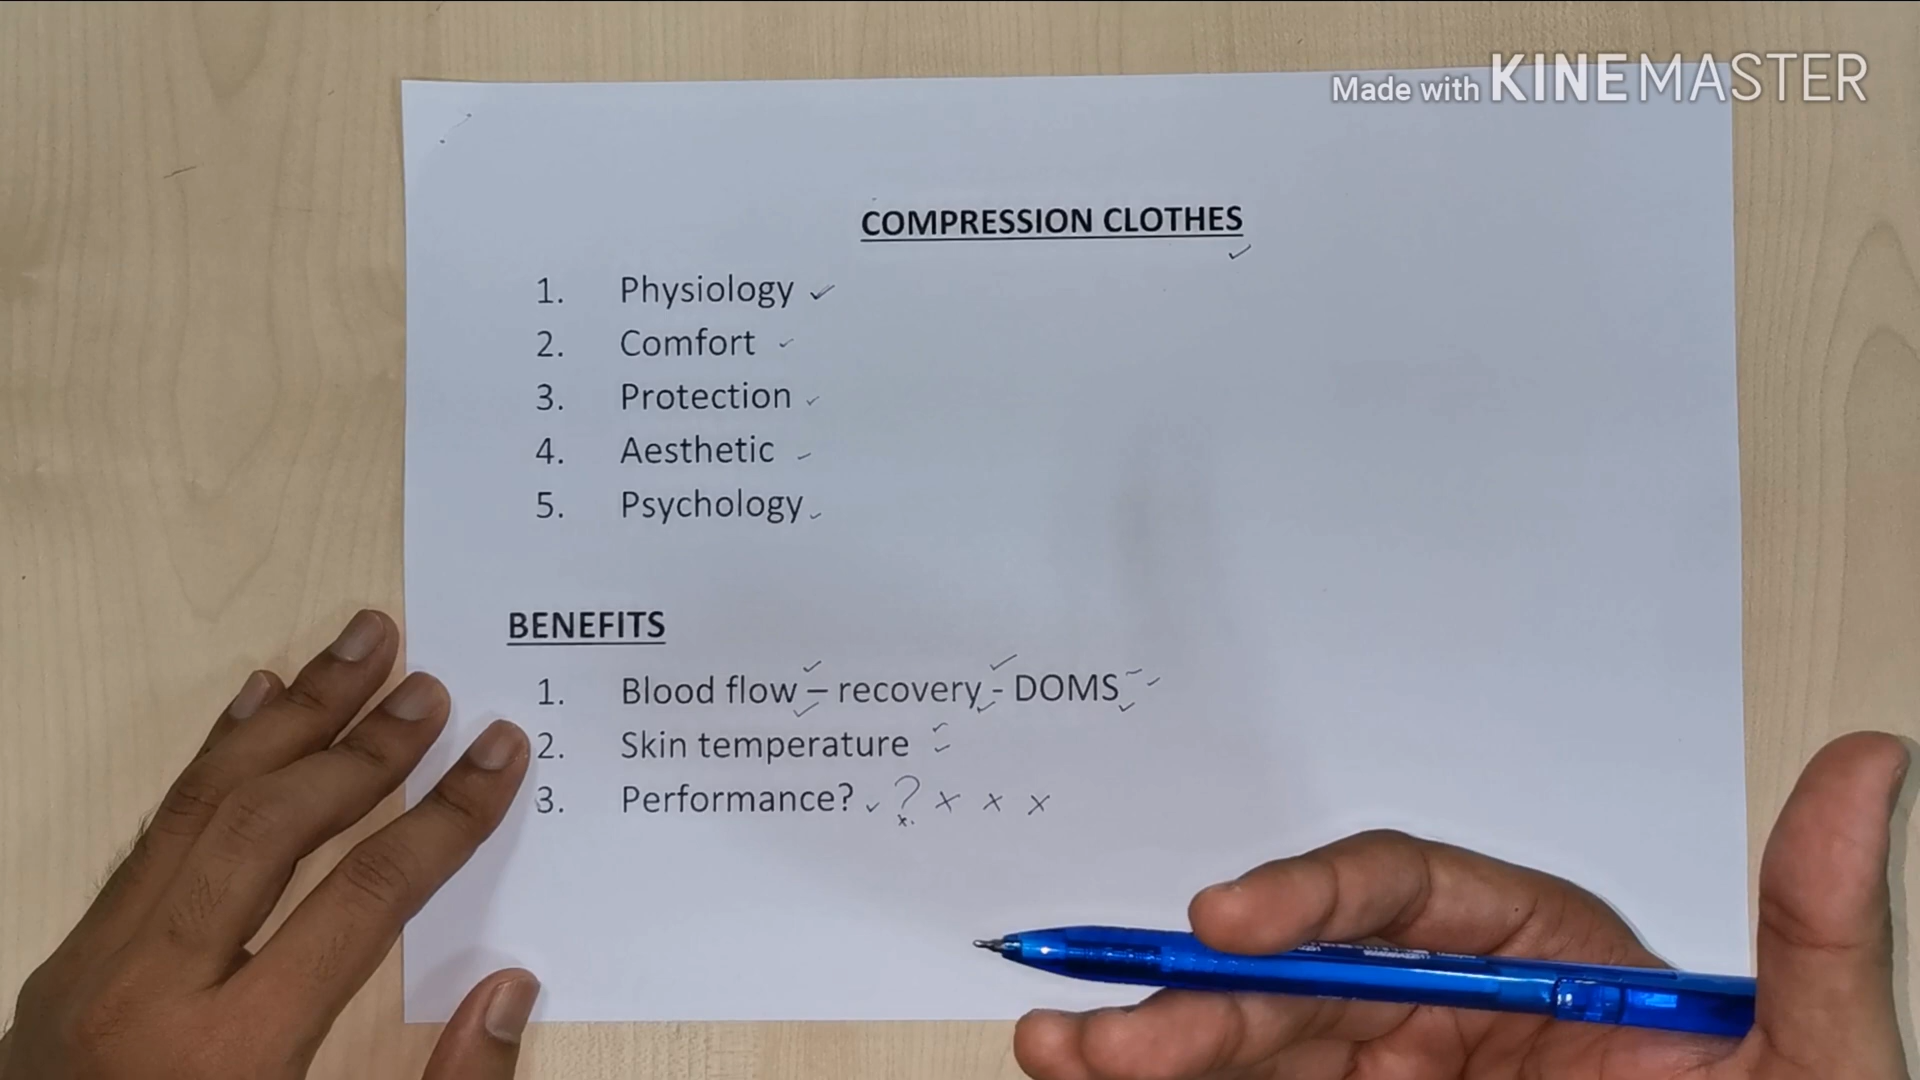 Made with KINEMASTER
COMPRESSION CLOTHES
1. Physiology
2. Comfort
3. Protection
4. Aesthetic
5. Psychology
BENEFITS
1. Blood flow – recovery - DOMS
2. Skin temperature
3. Performance? ? x x x